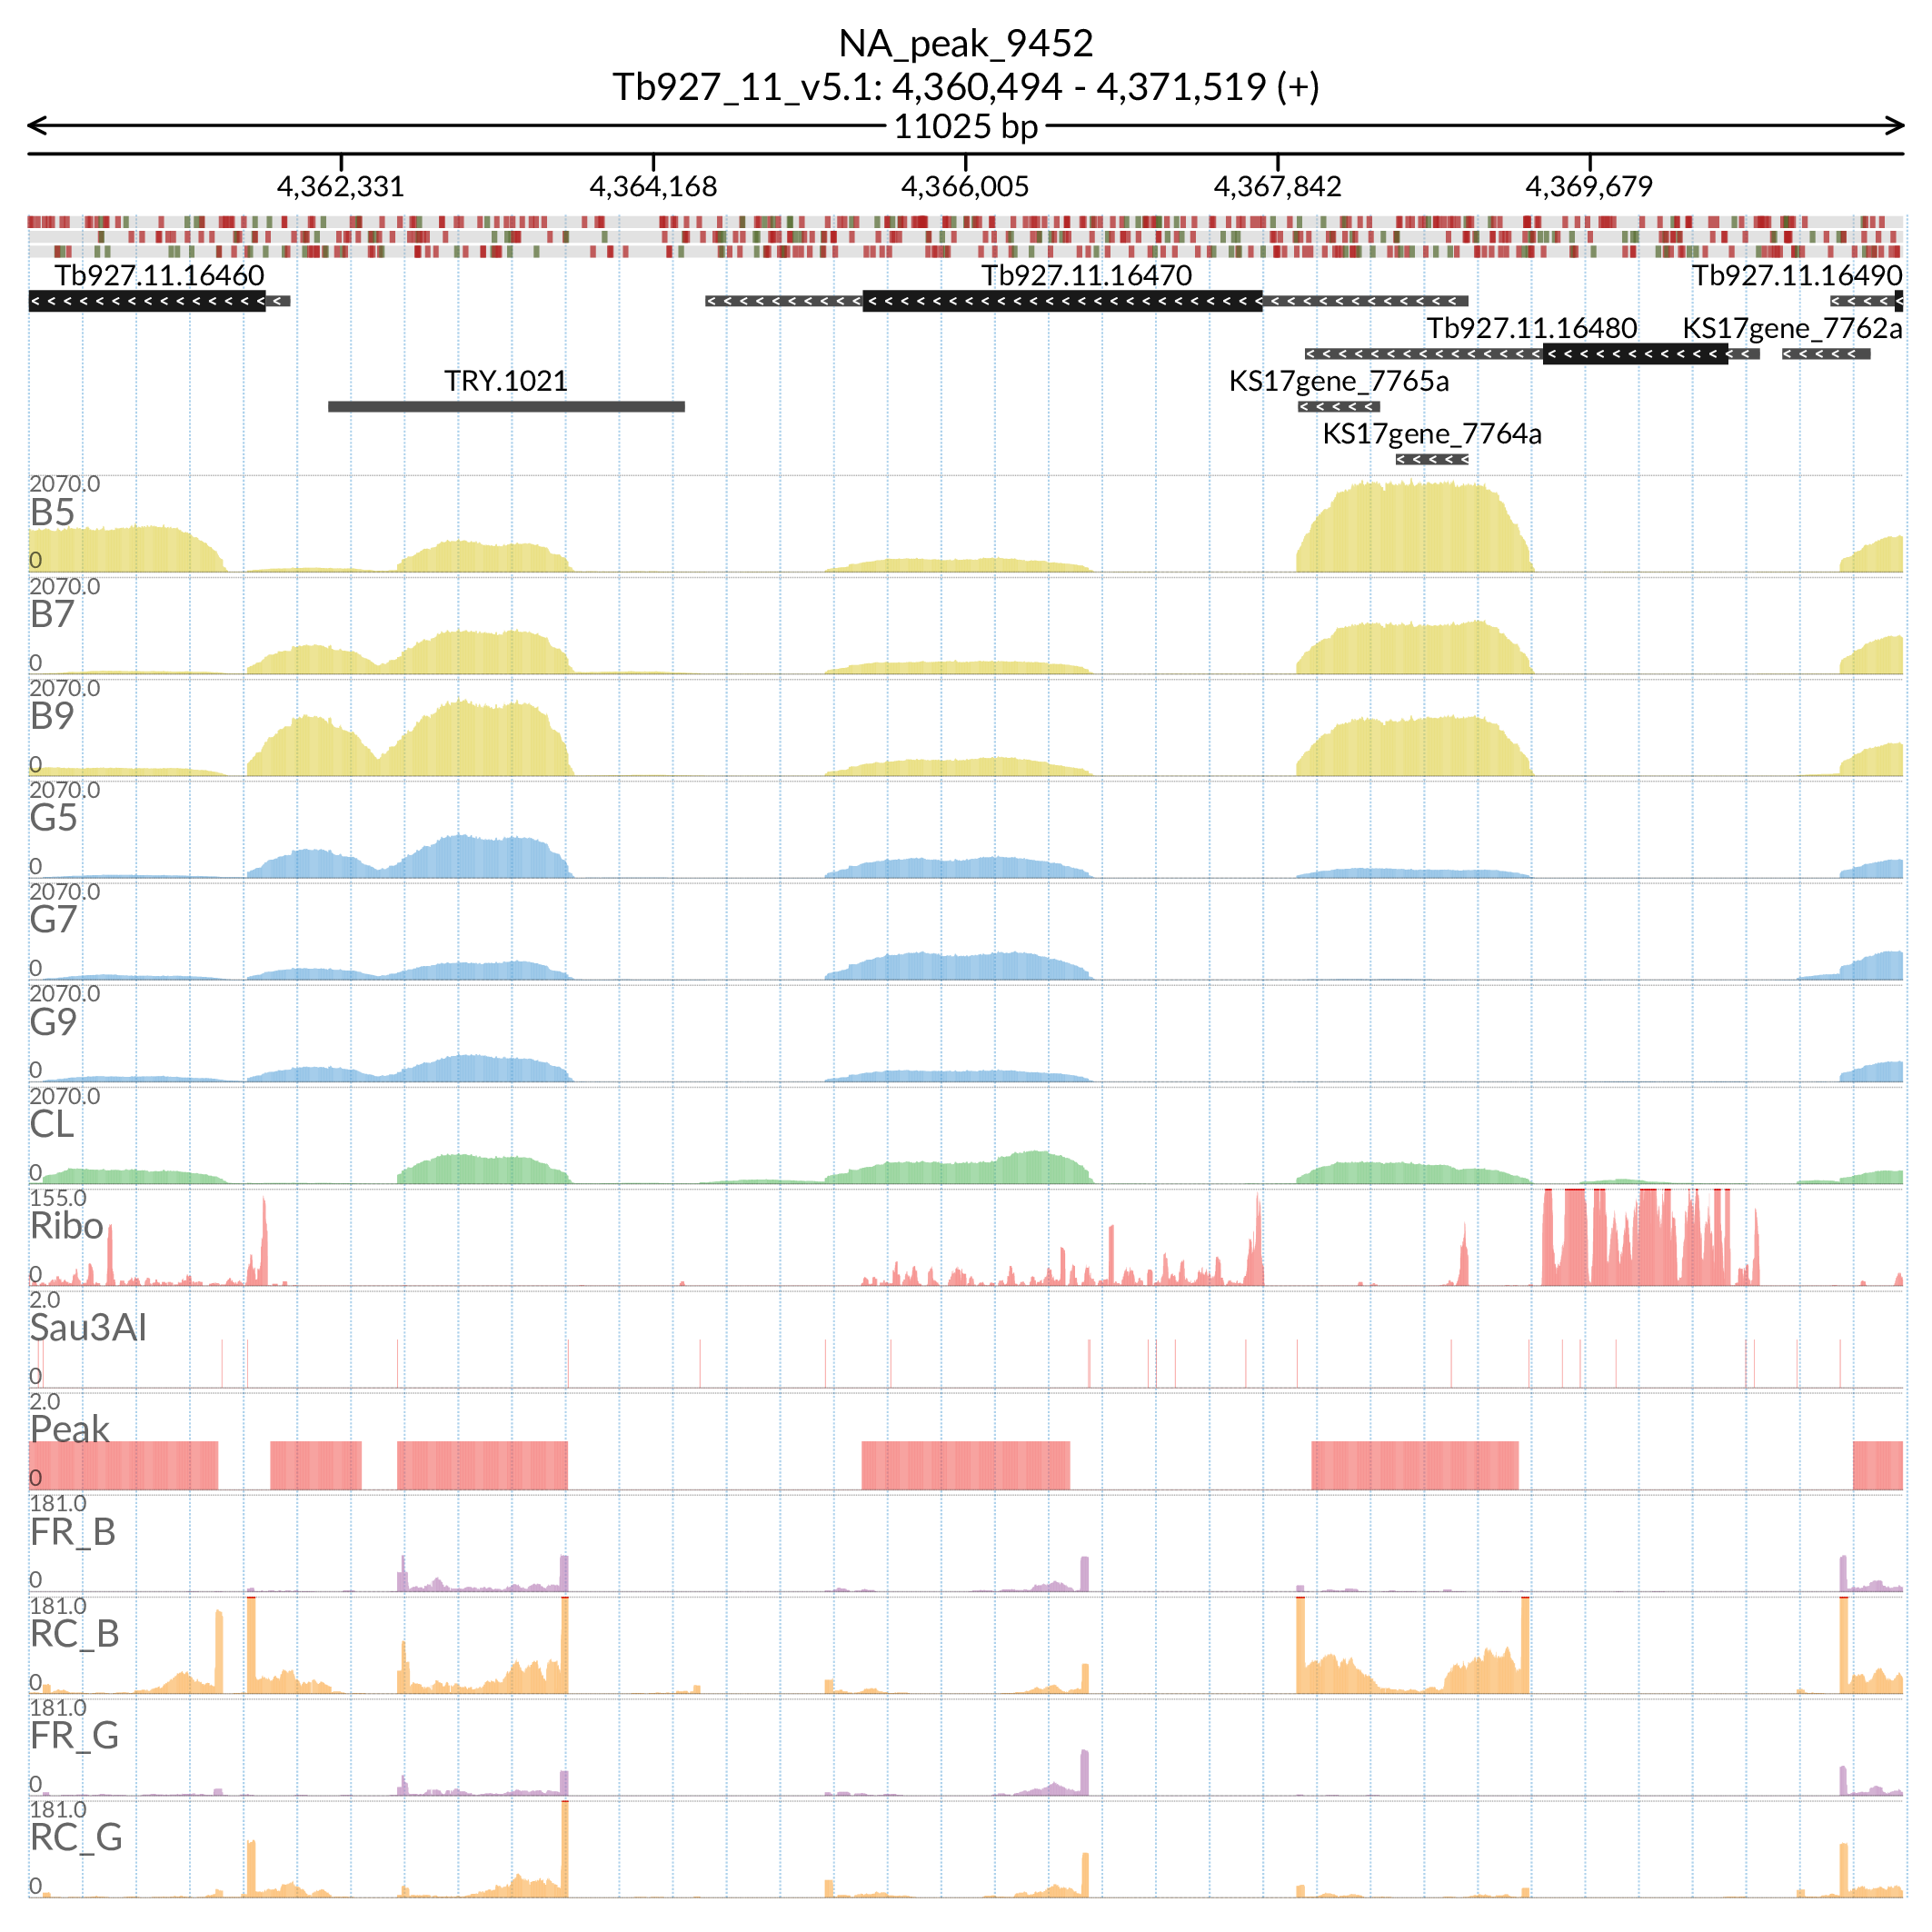 NA_peak_9452
Tb927_11_v5.1: 4,360,494 - 4,371,519 (+)
11025 bp
4,362,331 4,364,168 4,366,005 4,367,842 4,369,679
Tb927.11.16460 Tb927.11.16470 Tb927.11.16490
Tb927.11.16480 KS17gene_7762a
TRY.1021 KS17gene_7765a
KS17gene_7764a
2070.0
B5
0
2070.0
B7
0
2070.0
B9
0
2070.0
G5
0
2070.0
G7
0
2070.0
G9
0
2070.0
CL
0
155.0
Ribo
0
2.0
Sau3AI
0
2.0
Peak
0
181.0
FR_B
0
181.0
RC_B
0
181.0
FR_G
0
181.0
RC_G
0